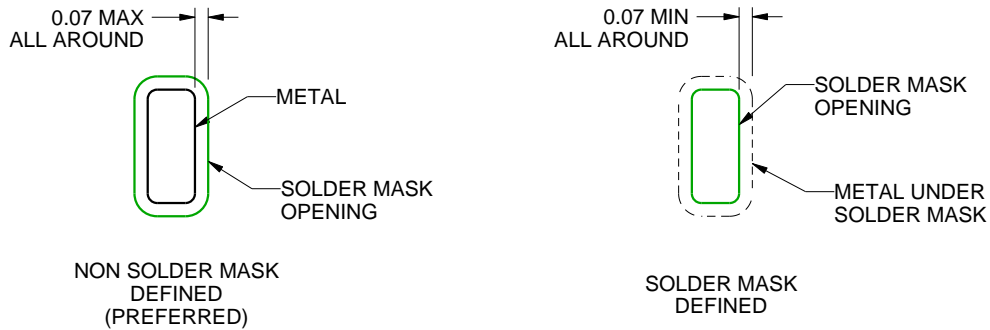 0.07 MAX
ALL AROUND
METAL
SOLDER MASK
OPENING
NON SOLDER MASK
DEFINED
(PREFERRED)
0.07 MIN
ALL AROUND
SOLDER MASK
OPENING
METAL UNDER
SOLDER MASK
SOLDER MASK
DEFINED